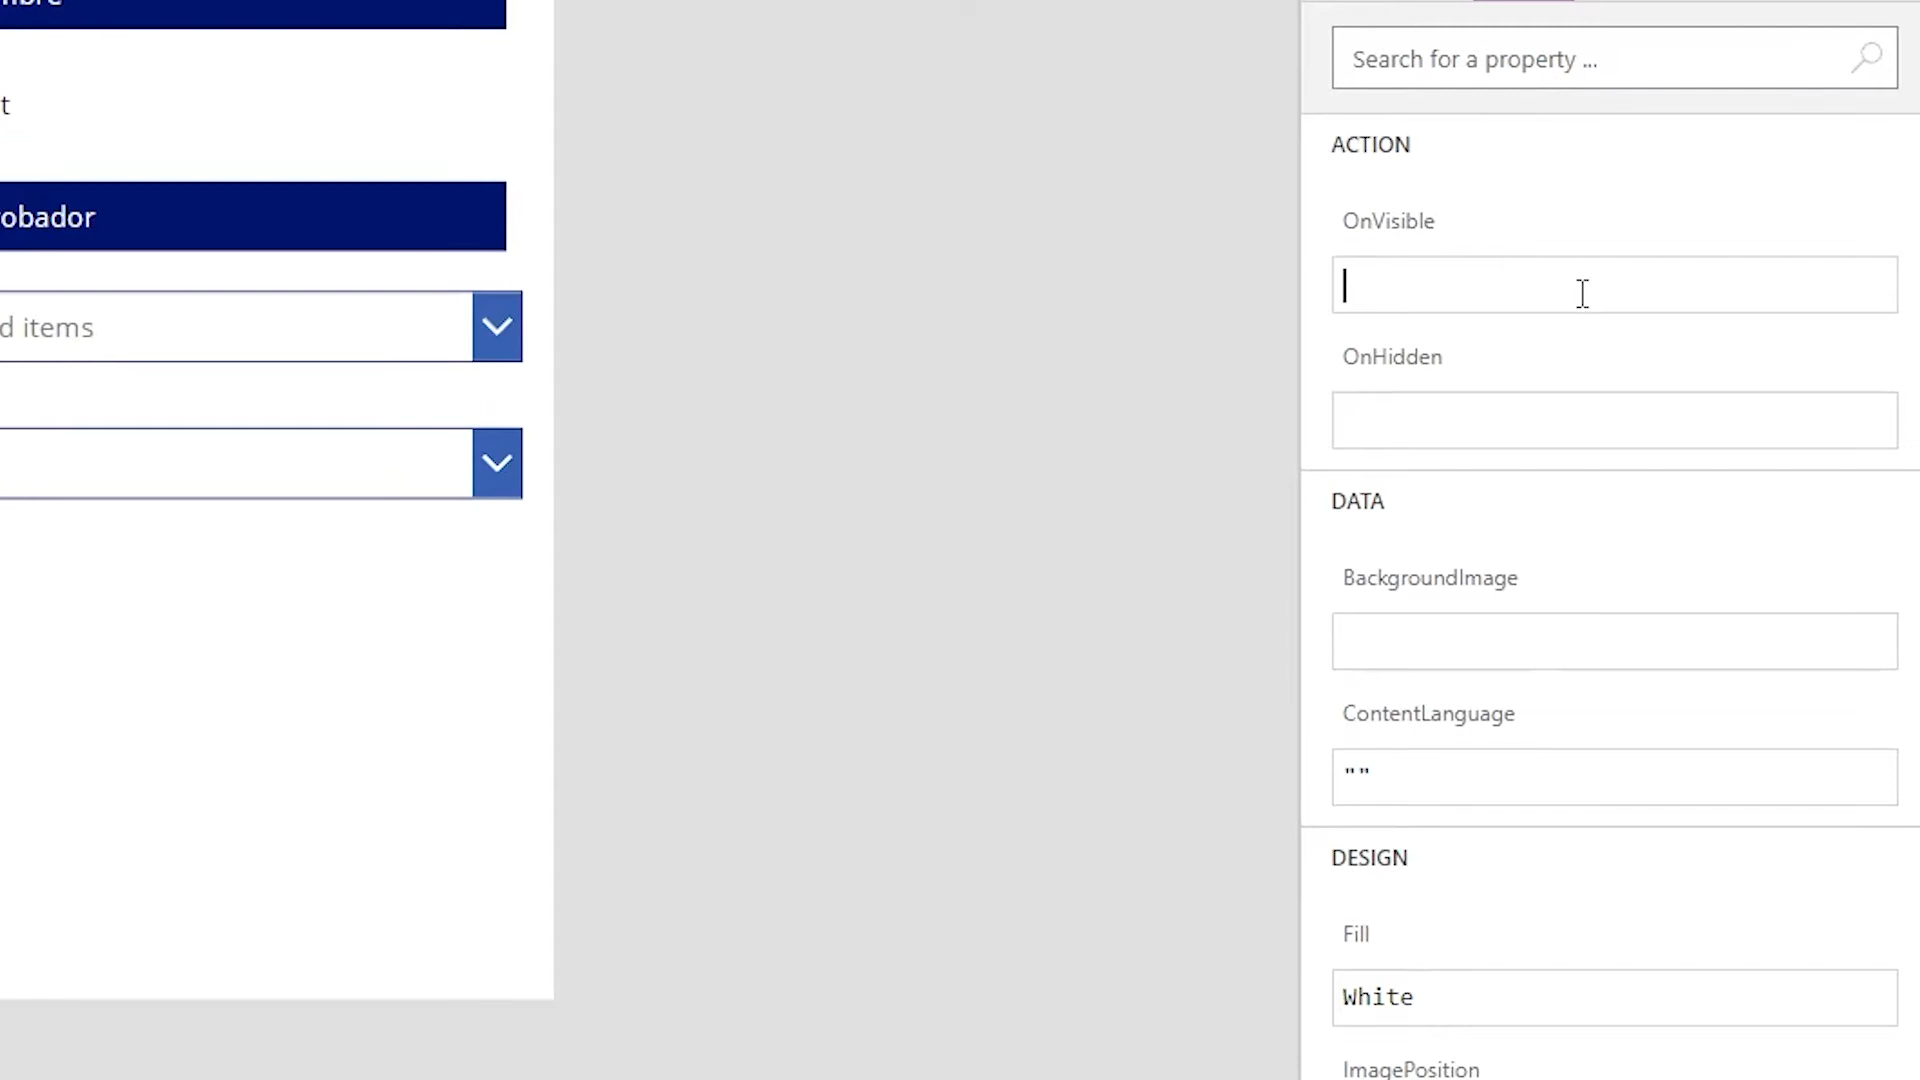 t
obador
d items
Search for a property ...
ACTION
OnVisible
OnHidden
DATA
BackgroundImage
ContentLanguage
""
DESIGN
Fill
White
ImagePosition